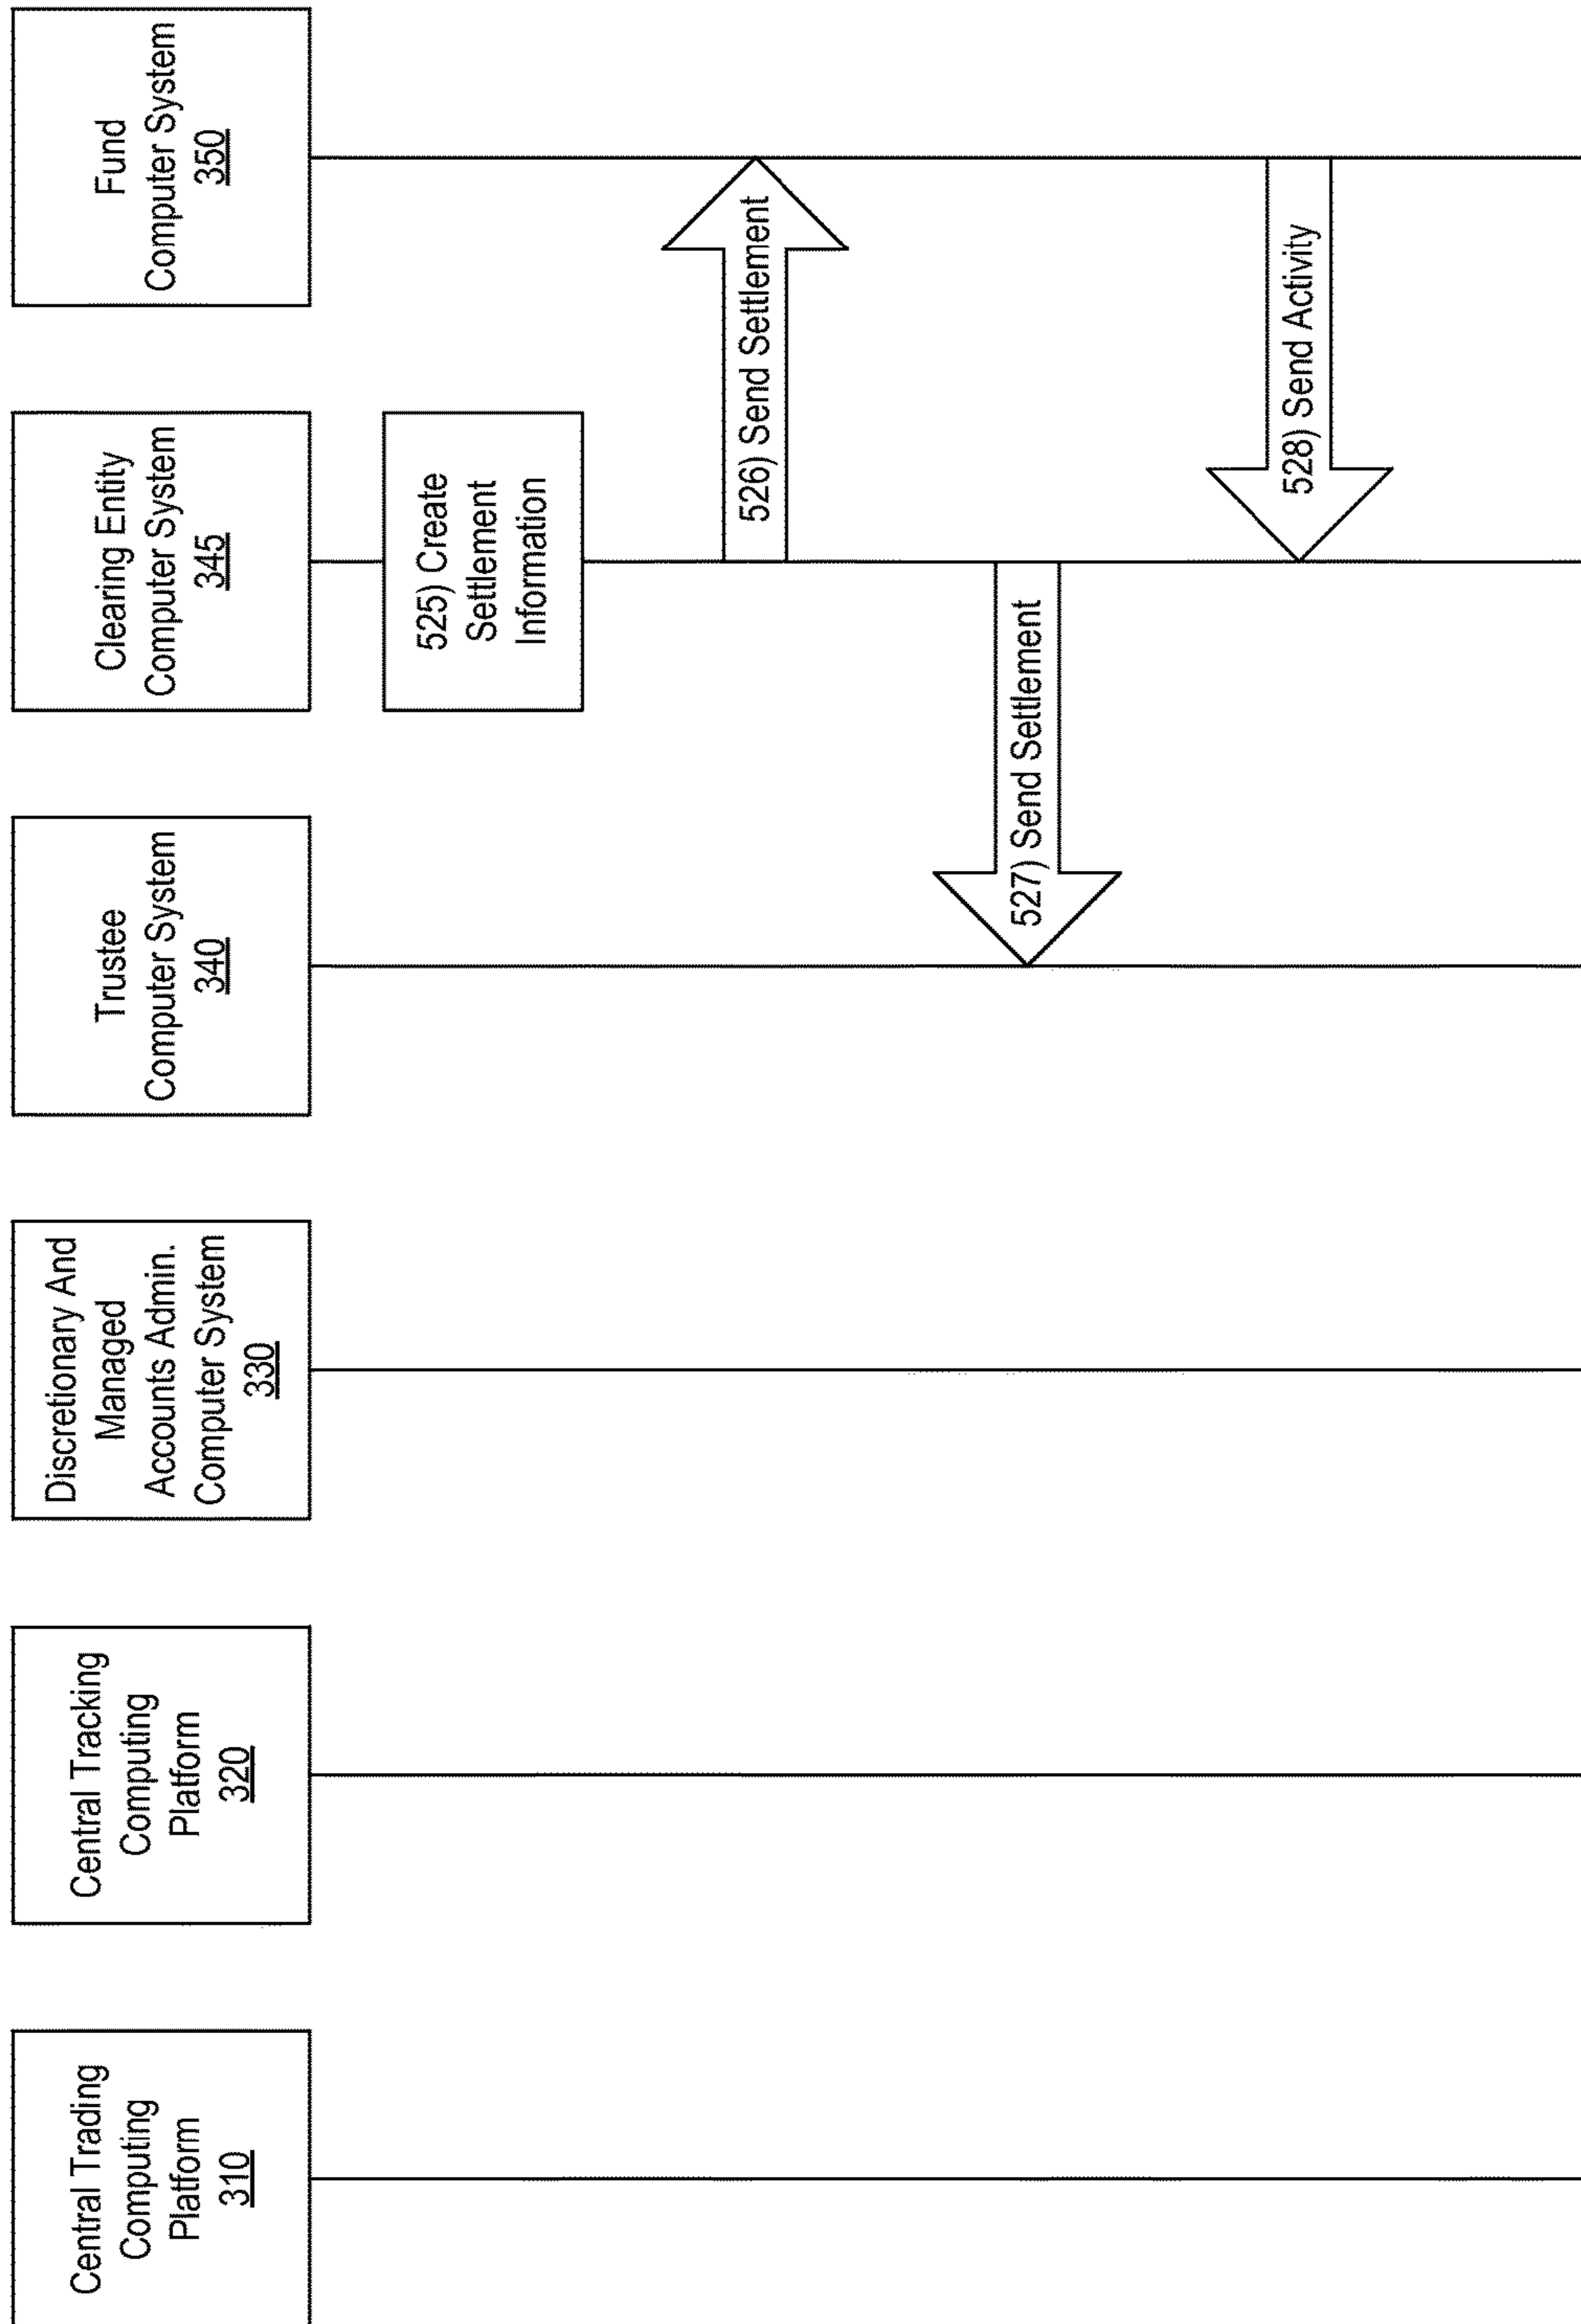 Central Trading
Computing
Platform
310
Central Tracking
Computing
Platform
320
Discretionary And
Managed
Accounts Admin.
Computer System
330
Trustee
Computer System
340
Clearing Entity
Computer System
345
Fund
Computer System
350
525) Create
Settlement
Information
526) Send Settlement
527) Send Settlement
528) Send Activity